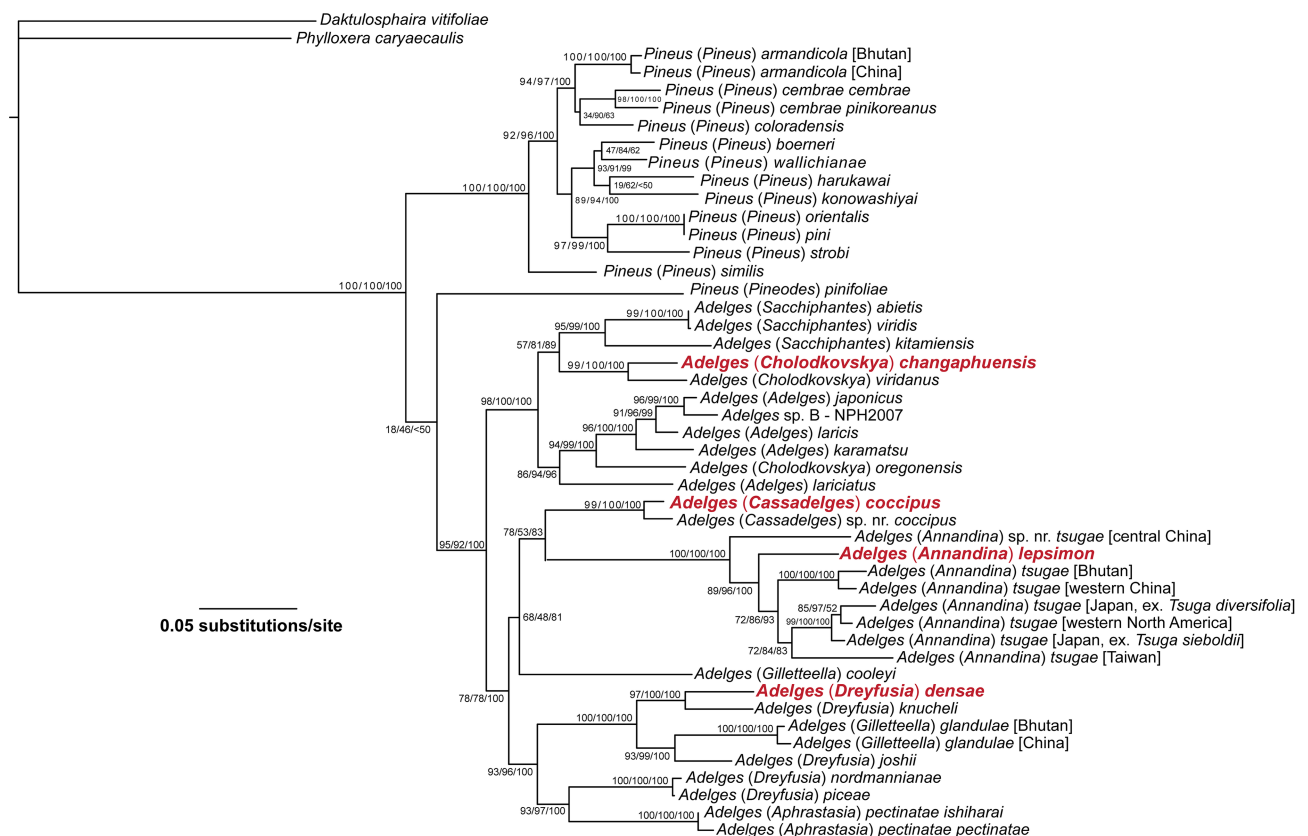 Daktulosphaira vitifoliae
Phylloxera caryaecaulis
100/100/100
Pineus (Pineus) armandicola [Bhutan]
Pineus (Pineus) armandicola [China]
94/97/100
Pineus (Pineus) cembrae cembrae
98/100/100
Pineus (Pineus) cembrae pinikoreanus
34/90/63
Pineus (Pineus) coloradensis
92/96/100
Pineus (Pineus) boerneri
47/84/62
Pineus (Pineus) wallichianae
93/91/99
Pineus (Pineus) harukawai
19/62/<50
100/100/100
Pineus (Pineus) konowashiyai
89/94/100
Pineus (Pineus) orientalis
100/100/100
Pineus (Pineus) pini
97/99/100
Pineus (Pineus) strobi
Pineus (Pineus) similis
100/100/100
Pineus (Pineodes) pinifoliae
Adelges (Sacchiphantes) abietis
99/100/100
Adelges (Sacchiphantes) viridis
95/99/100
Adelges (Sacchiphantes) kitamiensis
57/81/89
Adelges (Cholodkovskya) changaphuensis
99/100/100
Adelges (Cholodkovskya) viridanus
Adelges (Adelges) japonicus
96/99/100
98/100/100
Adelges sp. B - NPH2007
91/96/99
Adelges (Adelges) laricis
18/46/<50
96/100/100
Adelges (Adelges) karamatsu
94/99/100
Adelges (Cholodkovskya) oregonensis
86/94/96
Adelges (Adelges) lariciatus
Adelges (Cassadelges) coccipus
99/100/100
Adelges (Cassadelges) sp. nr. coccipus
78/53/83
Adelges (Annandina) sp. nr. tsugae [central China]
95/92/100
100/100/100
Adelges (Annandina) lepsimon
Adelges (Annandina) tsugae [Bhutan]
100/100/100
Adelges (Annandina) tsugae [western China]
89/96/100
Adelges (Annandina) tsugae [Japan, ex. Tsuga diversifolia]
85/97/52
0.05 substitutions/site
68/48/81
72/86/93
99/100/100
Adelges (Annandina) tsugae [western North America]
Adelges (Annandina) tsugae [Japan, ex. Tsuga sieboldii]
72/84/83
Adelges (Annandina) tsugae [Taiwan]
Adelges (Gilletteella) cooleyi
78/78/100
97/100/100
Adelges (Dreyfusia) densae
Adelges (Dreyfusia) knucheli
100/100/100
Adelges (Gilletteella) glandulae [Bhutan]
100/100/100
Adelges (Gilletteella) glandulae [China]
93/99/100
Adelges (Dreyfusia) joshii
93/96/100
Adelges (Dreyfusia) nordmannianae
100/100/100
Adelges (Dreyfusia) piceae
93/97/100
Adelges (Aphrastasia) pectinatae ishiharai
100/100/100
Adelges (Aphrastasia) pectinatae pectinatae